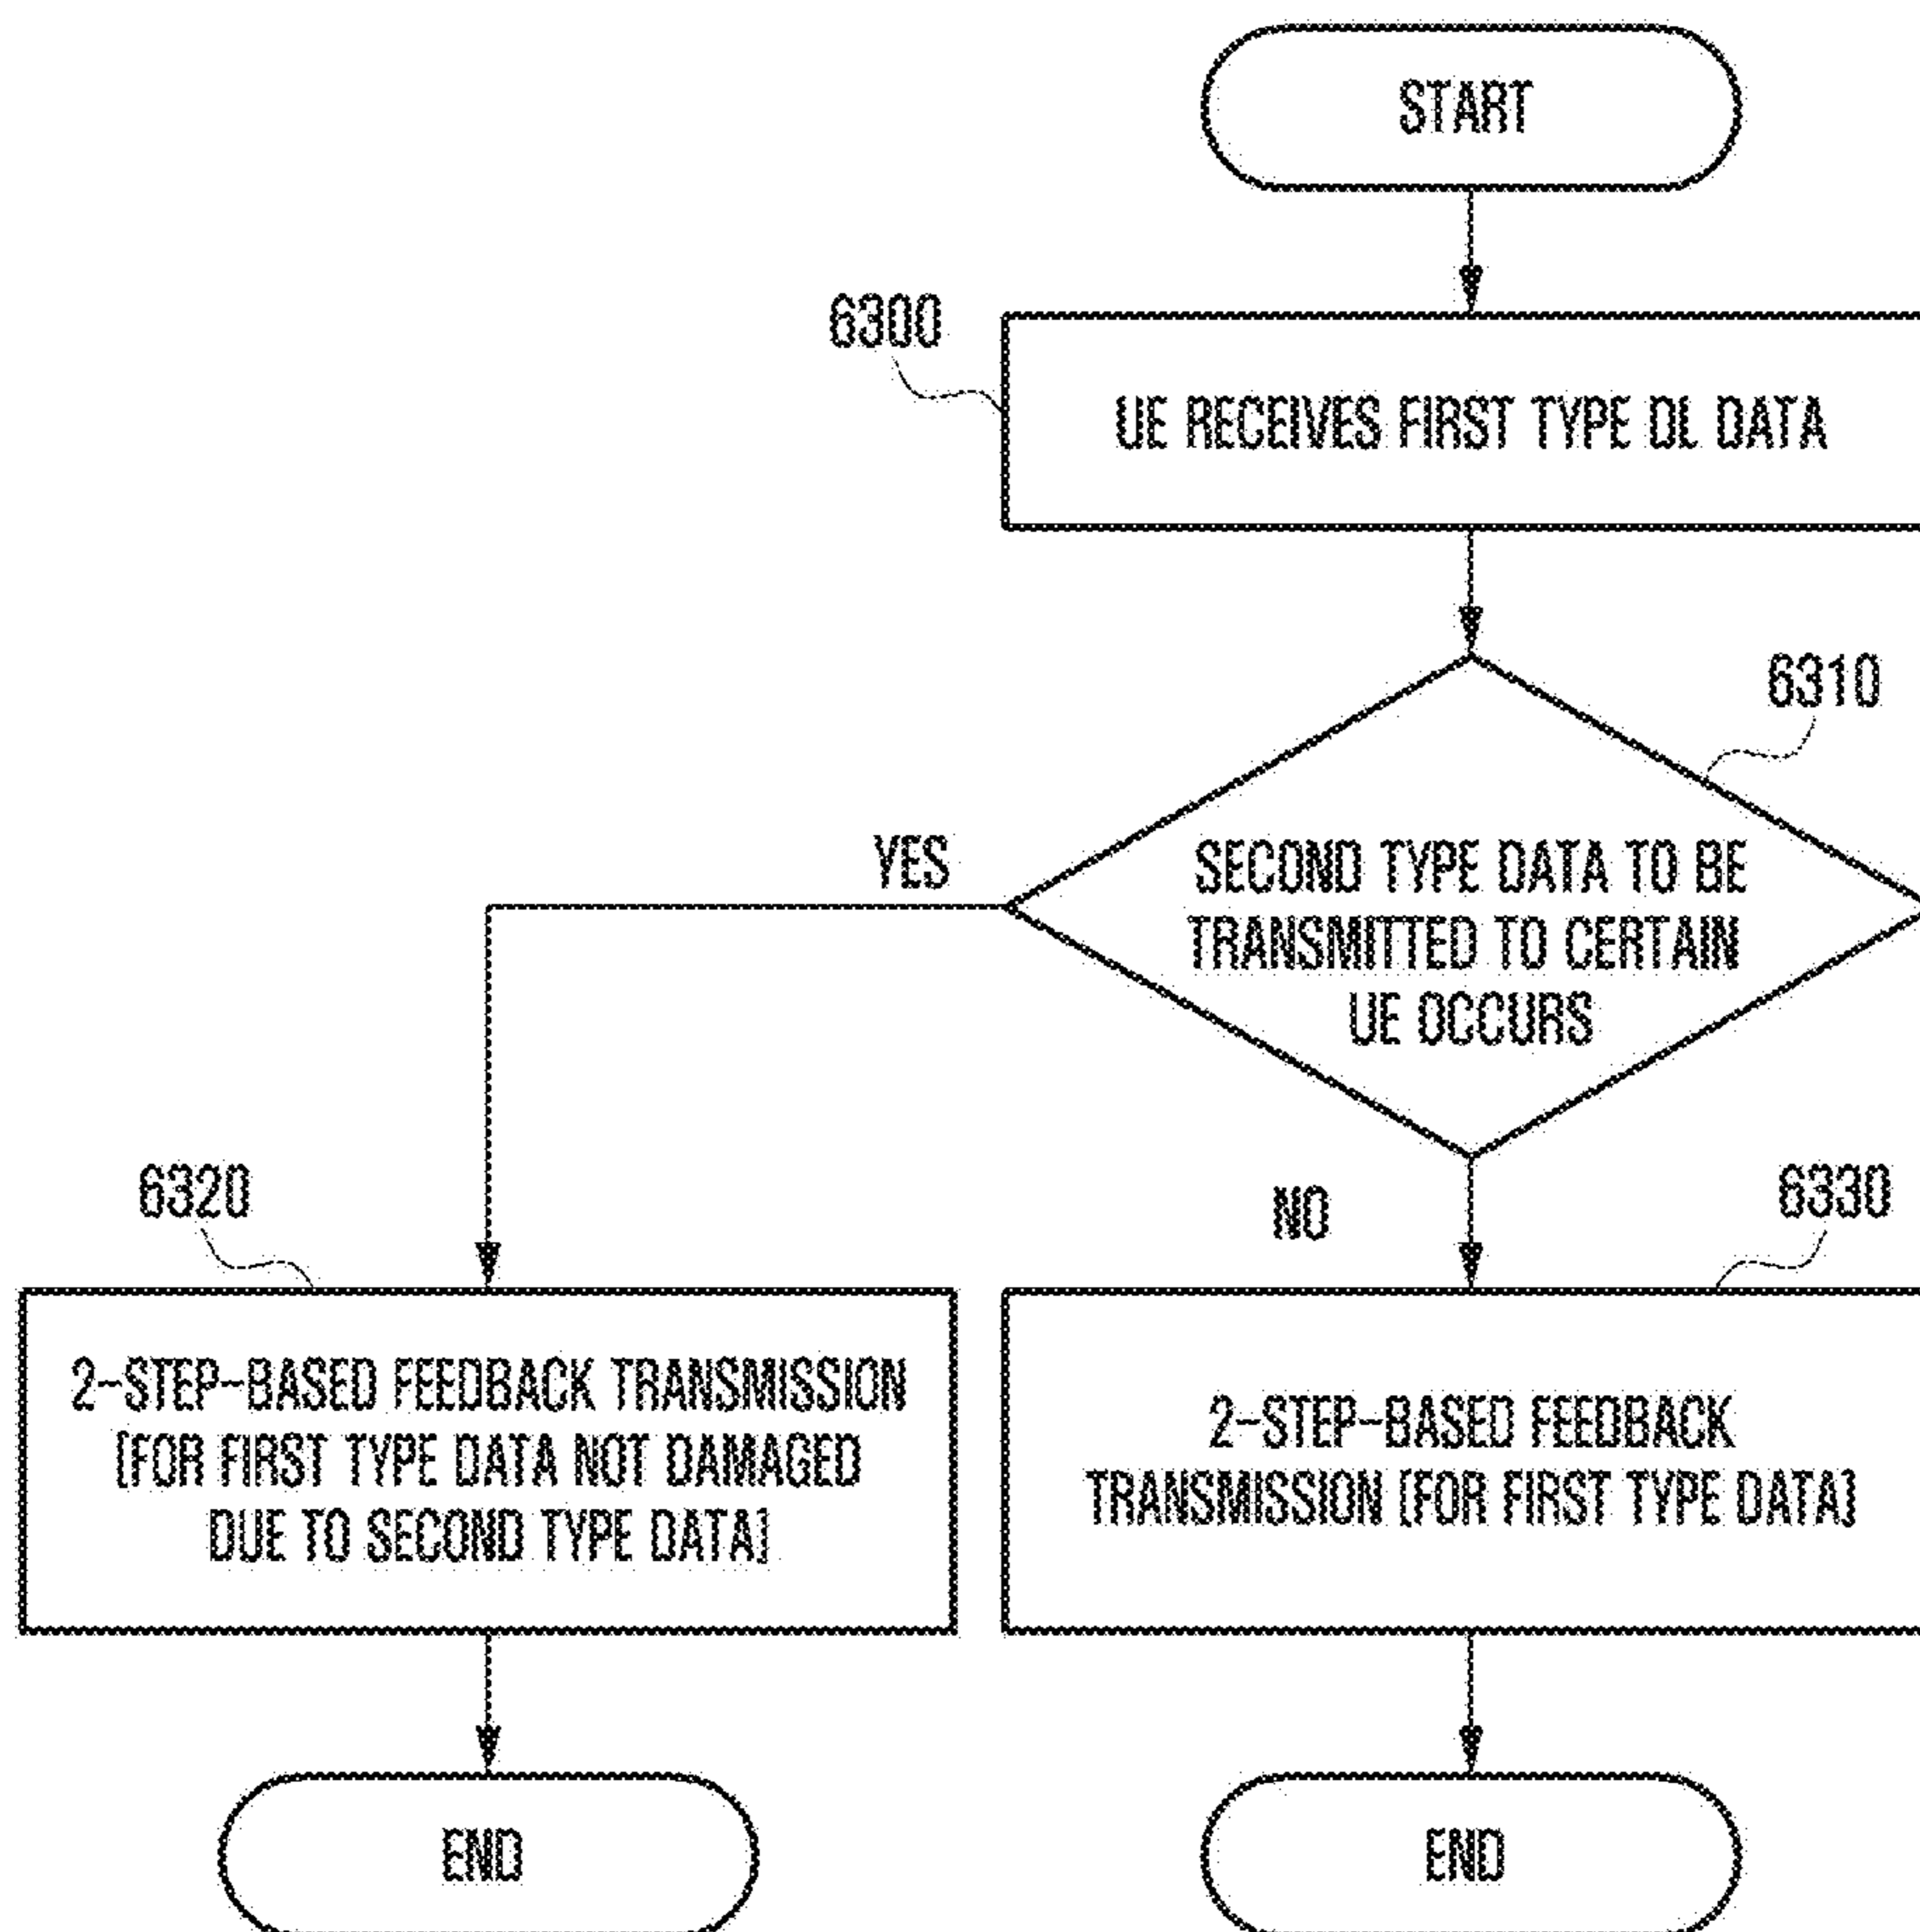 START
6300
UE RECEIVES FIRST TYPE DL DATA
6310
YES
SECOND TYPE DATA TO BE
TRANSMITTED TO CERTAIN
UE OCCURS
6320
NO
6330
2-STEP-BASED FEEDBACK TRANSMISSION
[FOR FIRST TYPE DATA NOT DAMAGED
DUE TO SECOND TYPE DATA]
2-STEP-BASED FEEDBACK
TRANSMISSION [FOR FIRST TYPE DATA]
END
END